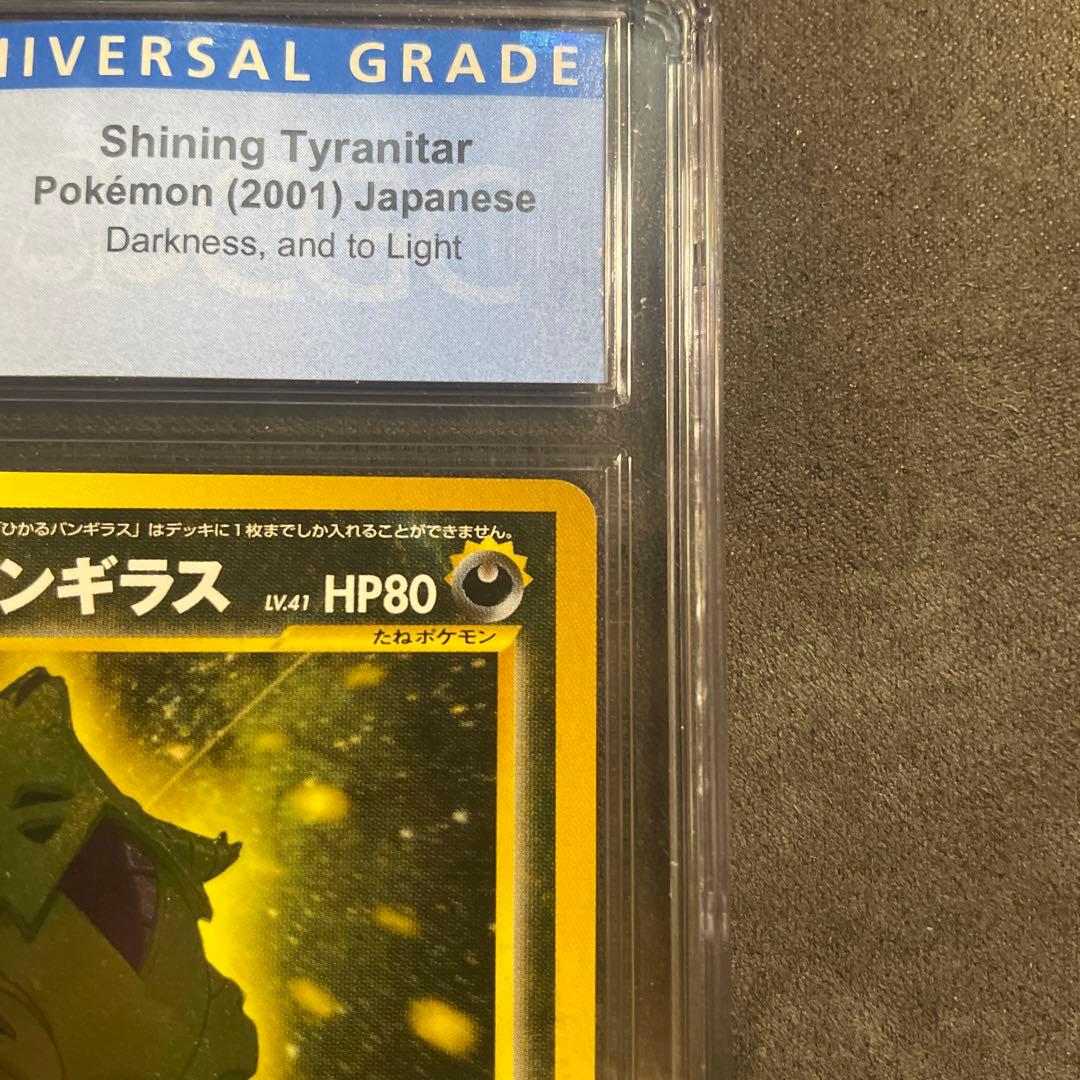 NIVERSAL GRADE
Shining Tyranitar
Pokémon (2001) Japanese
Darkness, and to Light
「ひかるバンギラス」はデッキに1枚までしか入れることができません。
ンギラス LV.41 HP80
たねポケモン